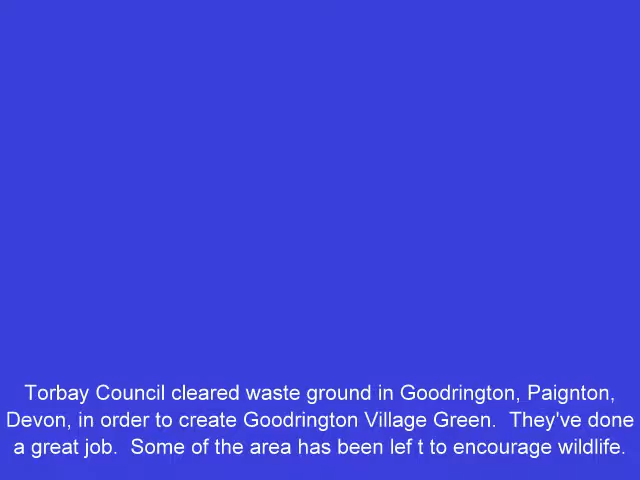 Torbay Council cleared waste ground in Goodrington, Paignton,
Devon, in order to create Goodrington Village Green.  They've done
a great job.  Some of the area has been lef t to encourage wildlife.